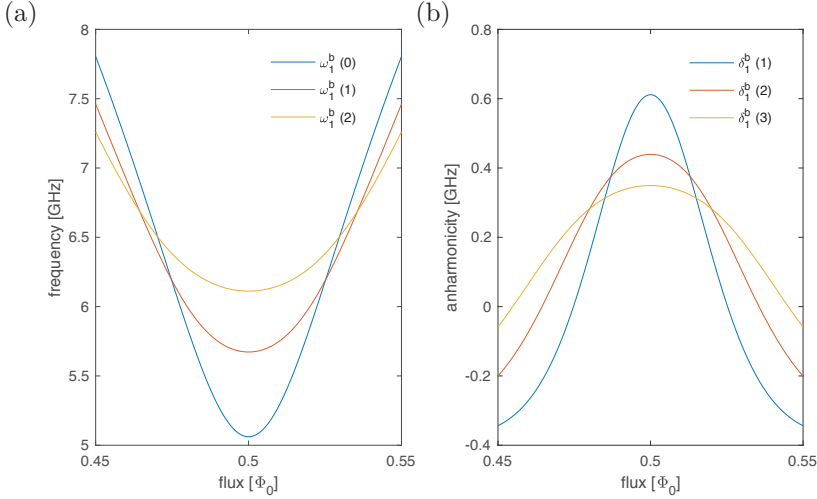 (a)
8
7.5
7
6.5
6
5.5
5
frequency [GHz]
ω₁ᵇ (0)
ω₁ᵇ (1)
ω₁ᵇ (2)
0.45
0.5
0.55
flux [Φ₀]
(b)
0.8
0.6
0.4
0.2
0
-0.2
-0.4
anharmonicity [GHz]
δ₁ᵇ (1)
δ₁ᵇ (2)
δ₁ᵇ (3)
0.45
0.5
0.55
flux [Φ₀]